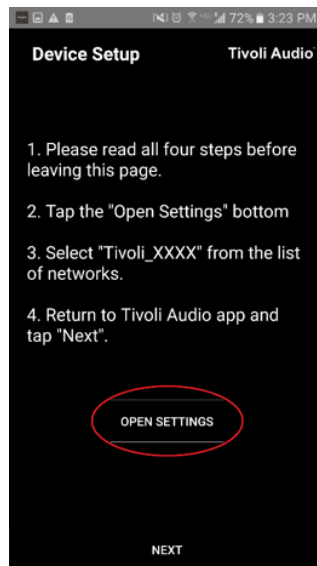 72% 3:23 PM
Device Setup Tivoli Audio
1. Please read all four steps before
leaving this page.
2. Tap the "Open Settings" bottom
3. Select "Tivoli_XXXX" from the list
of networks.
4. Return to Tivoli Audio app and
tap "Next".
OPEN SETTINGS
NEXT